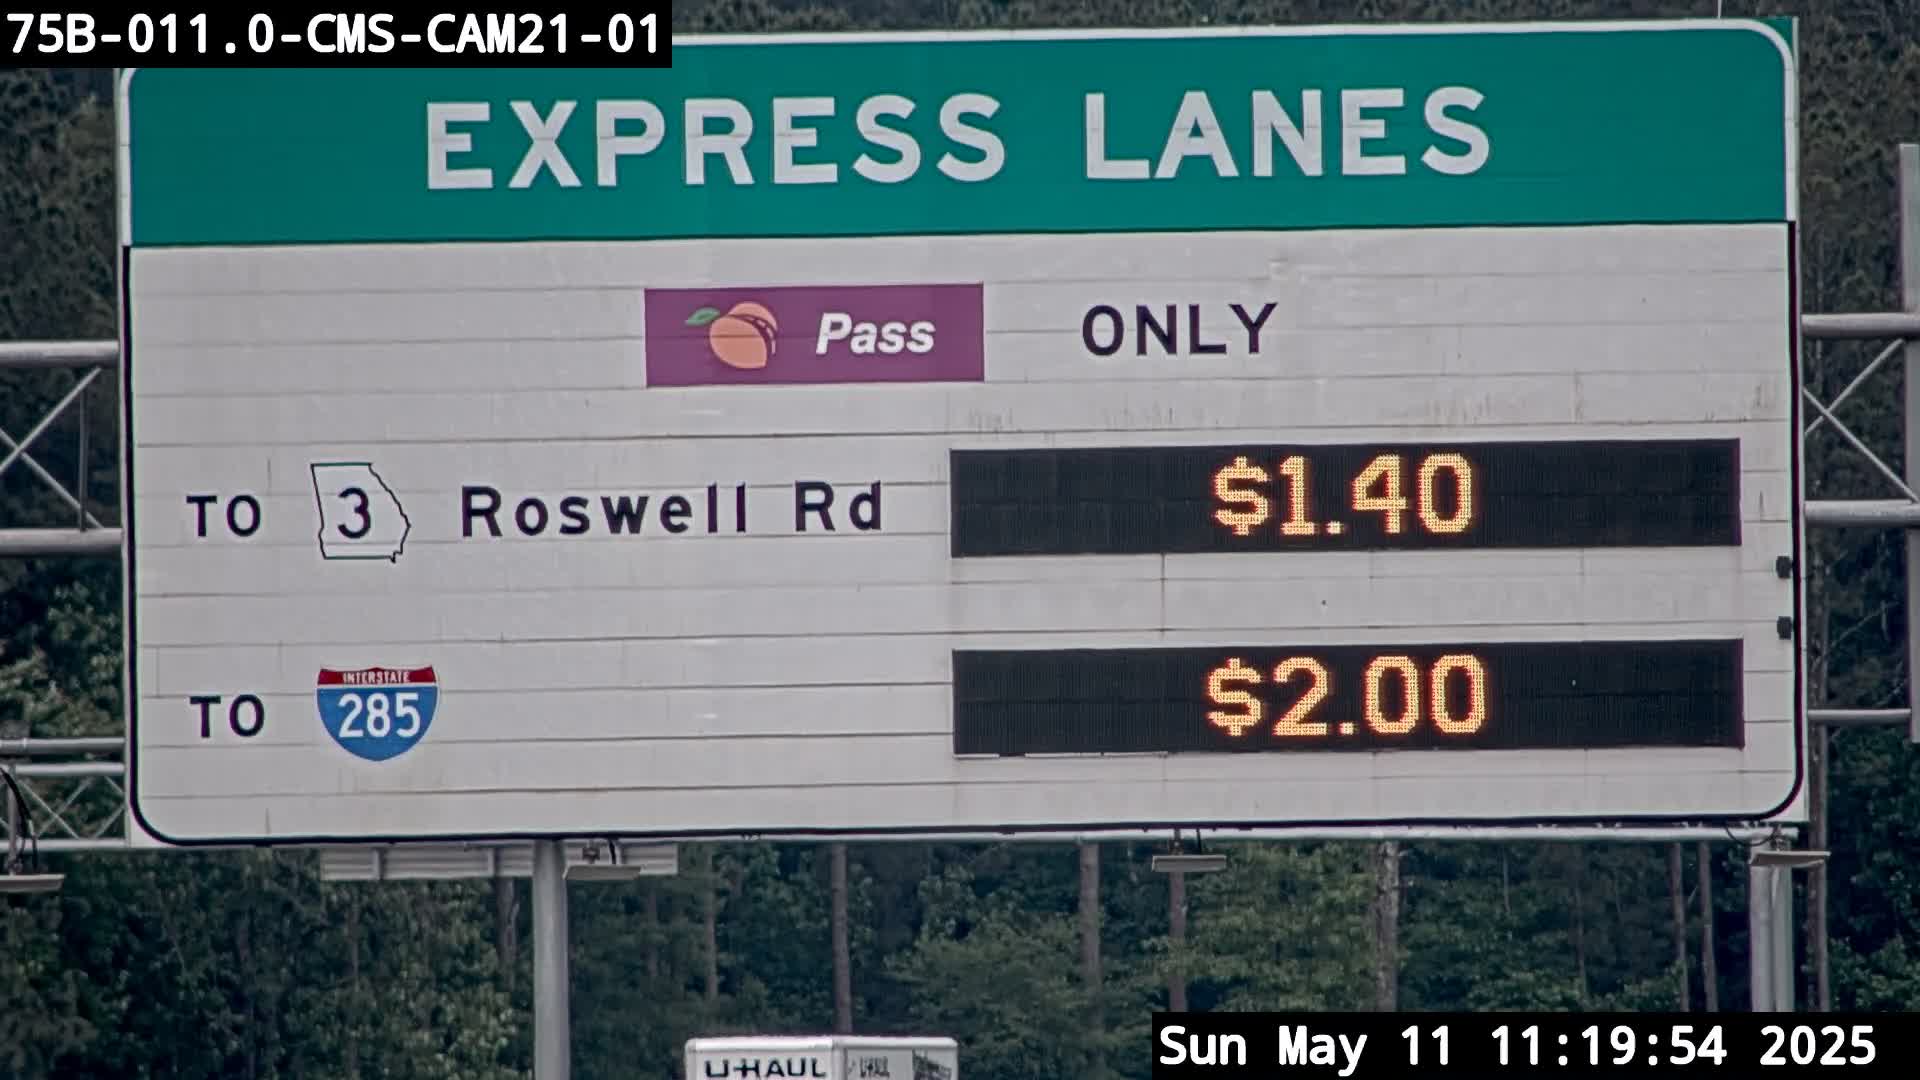 75B-011.0-CMS-CAM21-01
EXPRESS LANES
Pass ONLY
TO 3 Roswell Rd $1.40
TO INTERSTATE 285 $2.00
U-HAUL U-HAUL
Sun May 11 11:19:54 2025